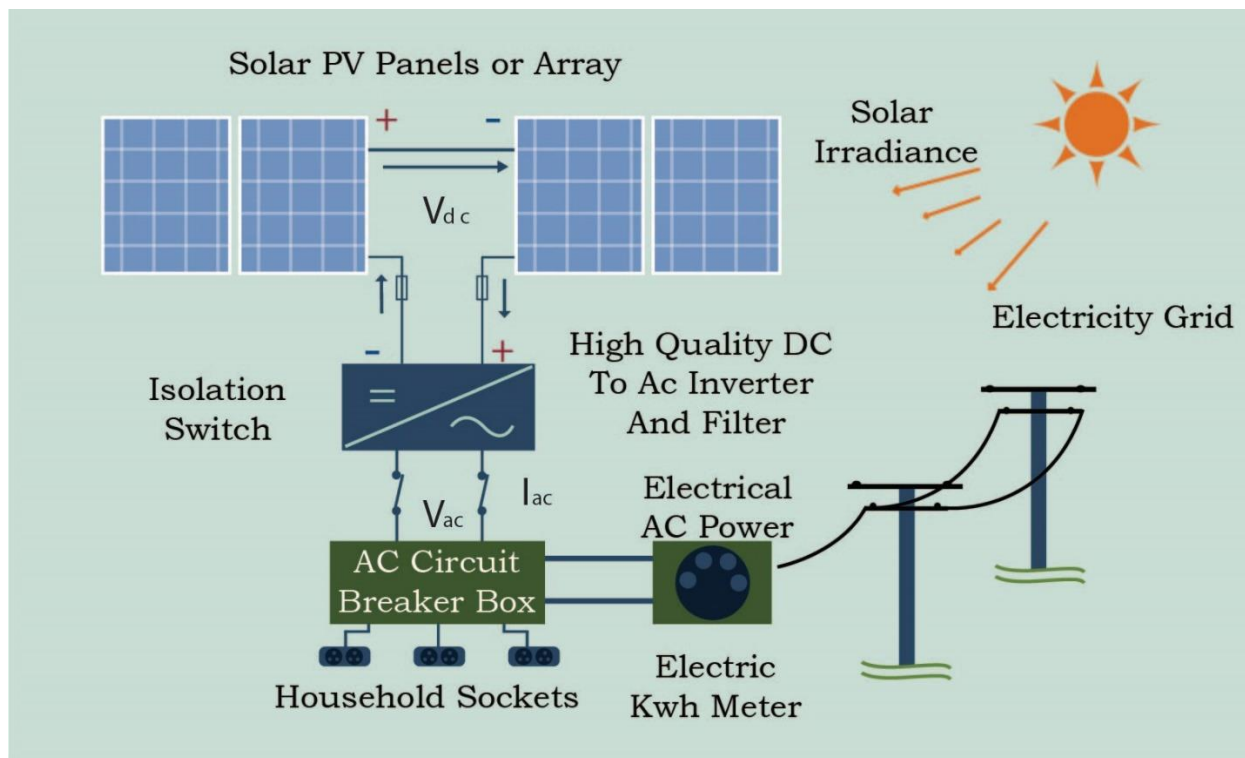 Solar PV Panels or Array
Solar
Irradiance
+ -
Vdc
Electricity Grid
- +
High Quality DC
To Ac Inverter
And Filter
Isolation
Switch
Electrical
AC Power
Vac
Iac
AC Circuit
Breaker Box
Household Sockets
Electric
Kwh Meter